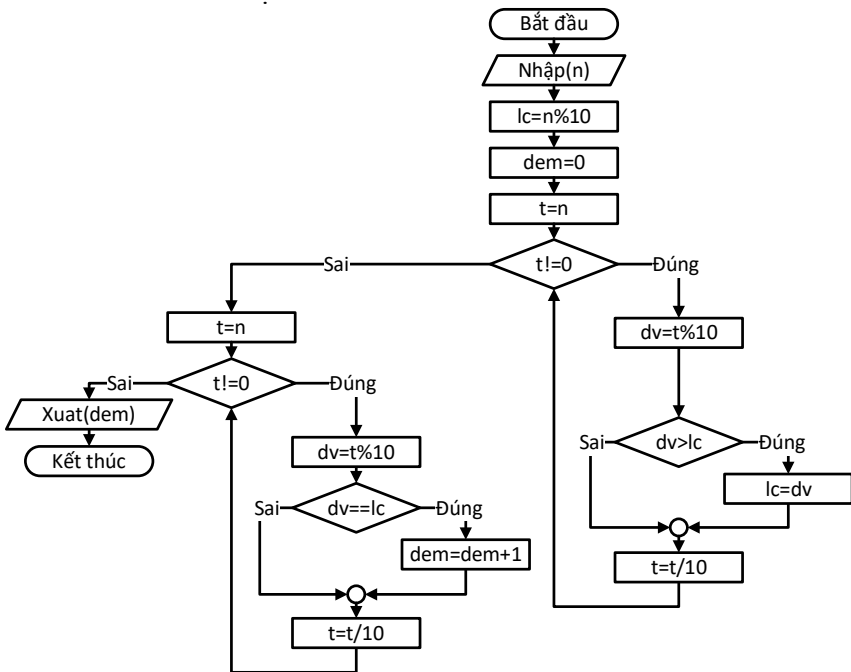 Bắt đầu
Nhập(n)
lc=n%10
dem=0
t=n
t!=0
Sai
Đúng
dv=t%10
dv>lc
Sai
Đúng
lc=dv
t=t/10
t=n
t!=0
Sai
Đúng
Xuat(dem)
Kết thúc
dv=t%10
dv==lc
Sai
Đúng
dem=dem+1
t=t/10